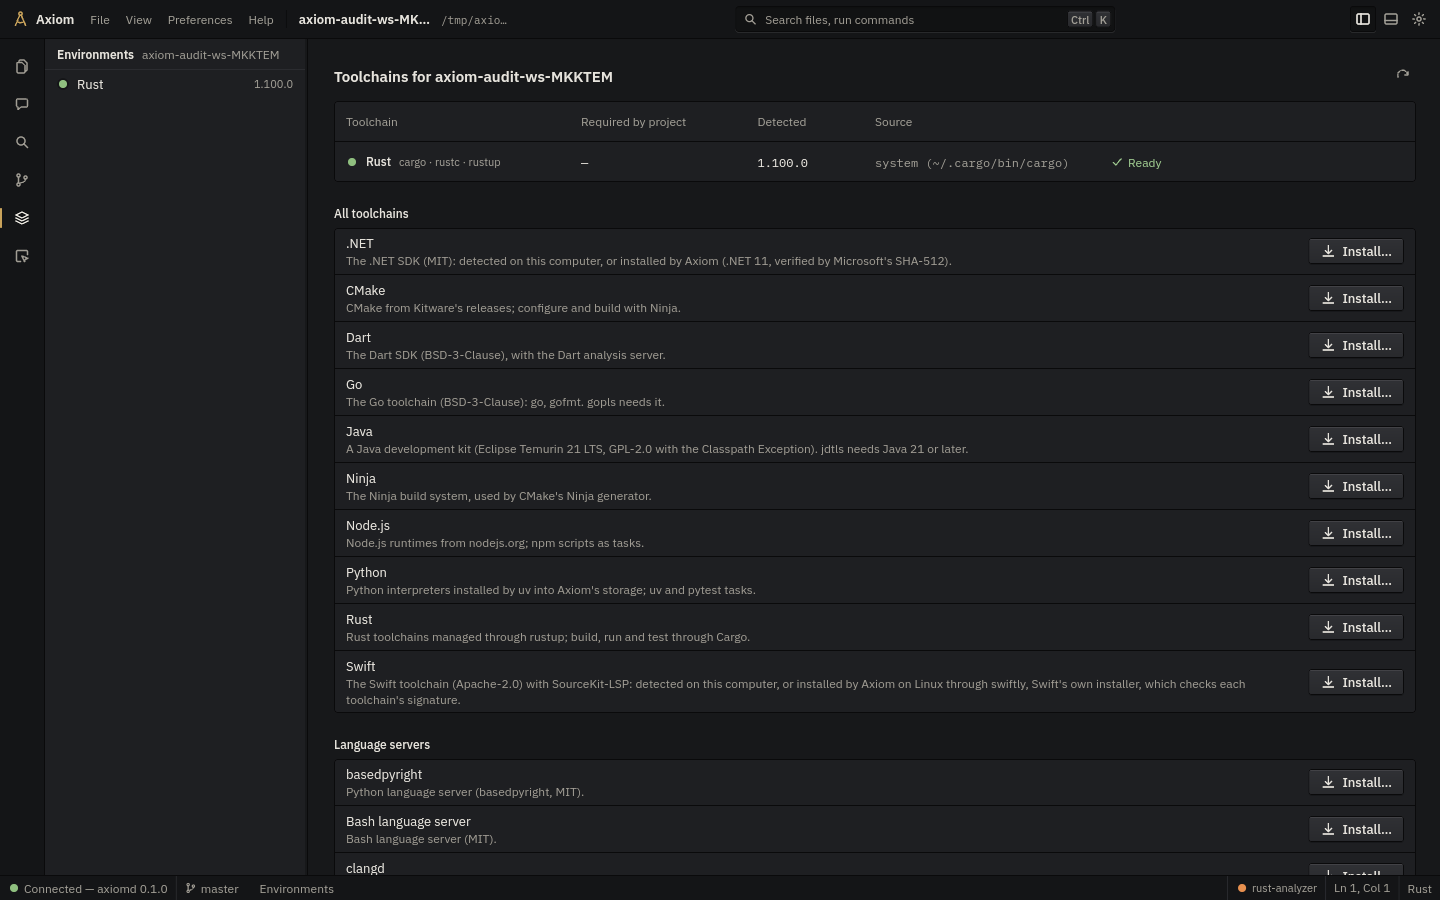 Axiom File View Preferences Help axiom-audit-ws-MK... /tmp/axio… Search files, run commands Ctrl K
Environments axiom-audit-ws-MKKTEM
Rust 1.100.0
Toolchains for axiom-audit-ws-MKKTEM
Toolchain Required by project Detected Source
Rust cargo · rustc · rustup — 1.100.0 system (~/.cargo/bin/cargo) Ready
All toolchains
.NET
The .NET SDK (MIT): detected on this computer, or installed by Axiom (.NET 11, verified by Microsoft's SHA-512).
Install...
CMake
CMake from Kitware's releases; configure and build with Ninja.
Install...
Dart
The Dart SDK (BSD-3-Clause), with the Dart analysis server.
Install...
Go
The Go toolchain (BSD-3-Clause): go, gofmt. gopls needs it.
Install...
Java
A Java development kit (Eclipse Temurin 21 LTS, GPL-2.0 with the Classpath Exception). jdtls needs Java 21 or later.
Install...
Ninja
The Ninja build system, used by CMake's Ninja generator.
Install...
Node.js
Node.js runtimes from nodejs.org; npm scripts as tasks.
Install...
Python
Python interpreters installed by uv into Axiom's storage; uv and pytest tasks.
Install...
Rust
Rust toolchains managed through rustup; build, run and test through Cargo.
Install...
Swift
The Swift toolchain (Apache-2.0) with SourceKit-LSP: detected on this computer, or installed by Axiom on Linux through swiftly, Swift's own installer, which checks each
toolchain's signature.
Install...
Language servers
basedpyright
Python language server (basedpyright, MIT).
Install...
Bash language server
Bash language server (MIT).
Install...
clangd
Install...
Connected — axiomd 0.1.0 master Environments rust-analyzer Ln 1, Col 1 Rust